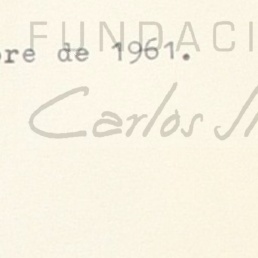 FUNDACI
bre de 1961.
Carlos